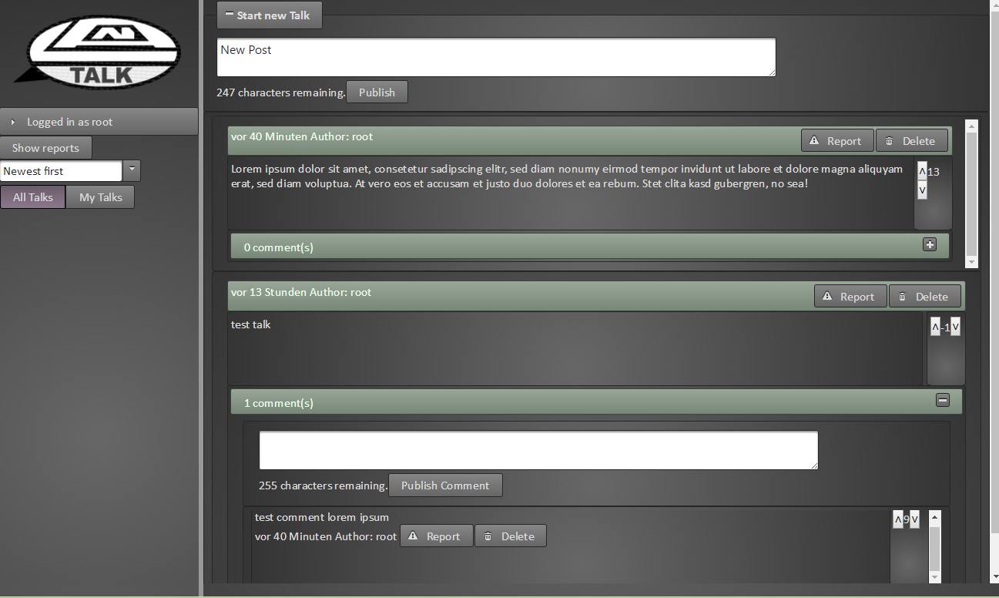 TALK
Logged in as root
Show reports
Newest first
All Talks My Talks
Start new Talk
New Post
247 characters remaining. Publish
vor 40 Minuten Author: root Report Delete
Lorem ipsum dolor sit amet, consetetur sadipscing elitr, sed diam nonumy eirmod tempor invidunt ut labore et dolore magna aliquyam
erat, sed diam voluptua. At vero eos et accusam et justo duo dolores et ea rebum. Stet clita kasd gubergren, no sea!
Λ 13
V
0 comment(s)
vor 13 Stunden Author: root Report Delete
test talk
Λ -1 V
1 comment(s)
255 characters remaining. Publish Comment
test comment lorem ipsum
Λ 9 V
vor 40 Minuten Author: root Report Delete